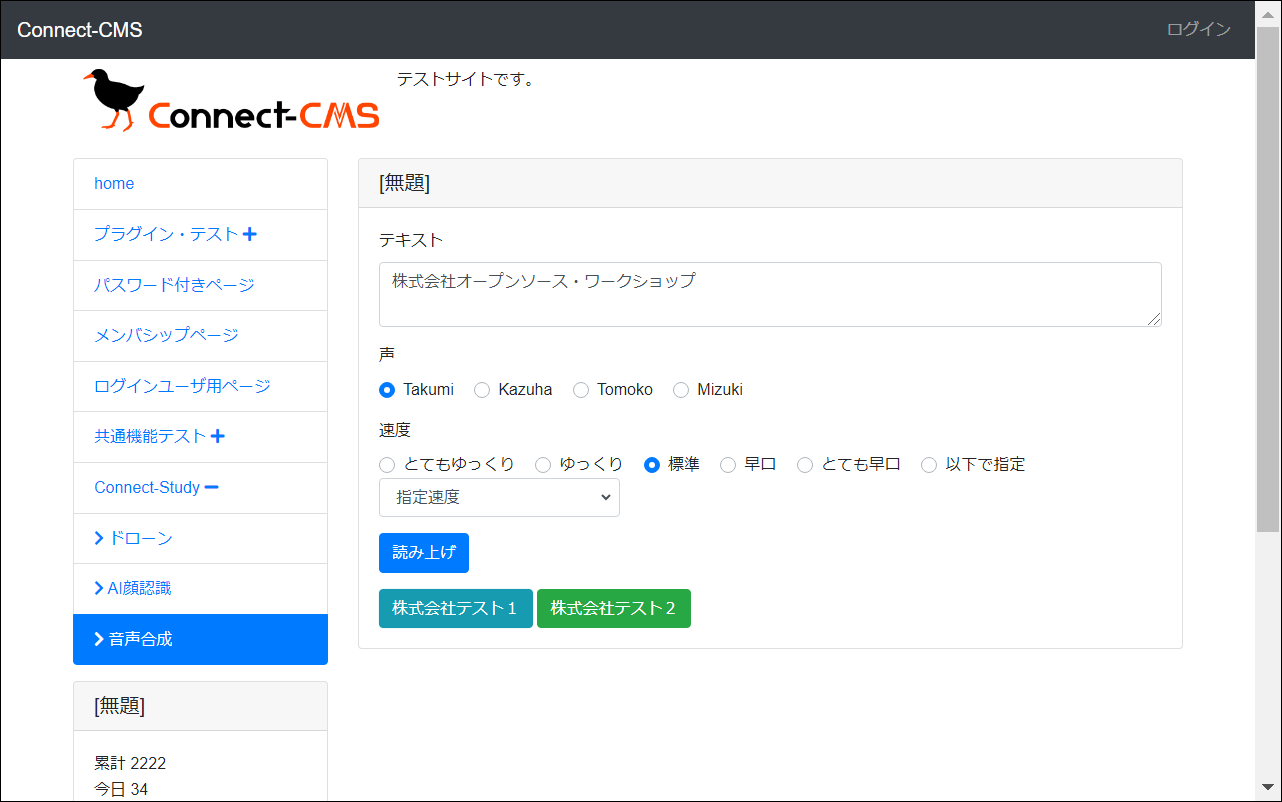 Connect-CMS ログイン
Connect-CMS
テストサイトです。
home
プラグイン・テスト
パスワード付きページ
メンバシップページ
ログインユーザ用ページ
共通機能テスト
Connect-Study
ドローン
AI顔認識
音声合成
[無題]
累計 2222
今日 34
[無題]
テキスト
株式会社オープンソース・ワークショップ
声
Takumi Kazuha Tomoko Mizuki
速度
とてもゆっくり ゆっくり 標準 早口 とても早口 以下で指定
指定速度
読み上げ
株式会社テスト１ 株式会社テスト２